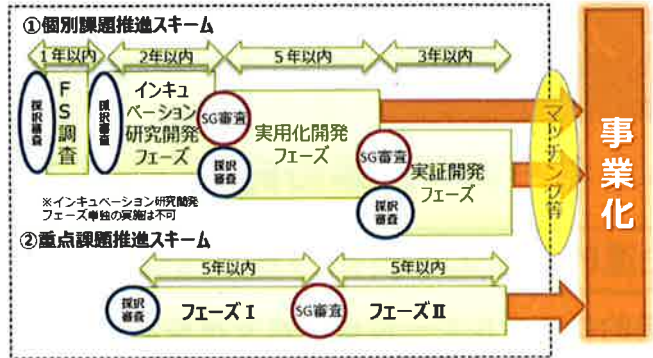 ①個別課題推進スキーム
1年以内
2年以内
5年以内
3年以内
採択
審査
FS調査
採択
審査
インキュ
ベーション
研究開発
フェーズ
SG審査
採択
審査
実用化開発
フェーズ
SG審査
採択
審査
実証開発
フェーズ
マッチング等
事業化
※インキュベーション研究開発
フェーズ単独の実施は不可
②重点課題推進スキーム
5年以内
5年以内
採択
審査
フェーズⅠ
SG審査
フェーズⅡ